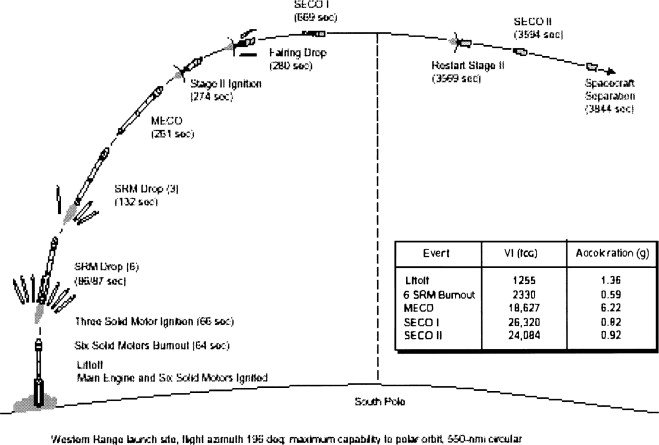 SECO I
(669 sec)
SECO II
(3594 sec)
Fairing Drop
(280 sec)
Restart Stage II
(3569 sec)
Stage II Ignition
(274 sec)
Spacecraft
Separation
(3844 sec)
MECO
(261 sec)
SRM Drop (3)
(132 sec)
SRM Drop (6)
(86/87 sec)
Three Solid Motor Ignition (66 sec)
Six Solid Motors Burnout (64 sec)
Liftoff
Main Engine and Six Solid Motors Ignited
Event VI (fps) Acceleration (g)
Liftoff 1255 1.36
6 SRM Burnout 2330 0.59
MECO 18,627 6.22
SECO I 26,320 0.82
SECO II 24,084 0.92
South Pole
Western Range launch site, flight azimuth 196 deg; maximum capability to polar orbit, 550-nmi circular